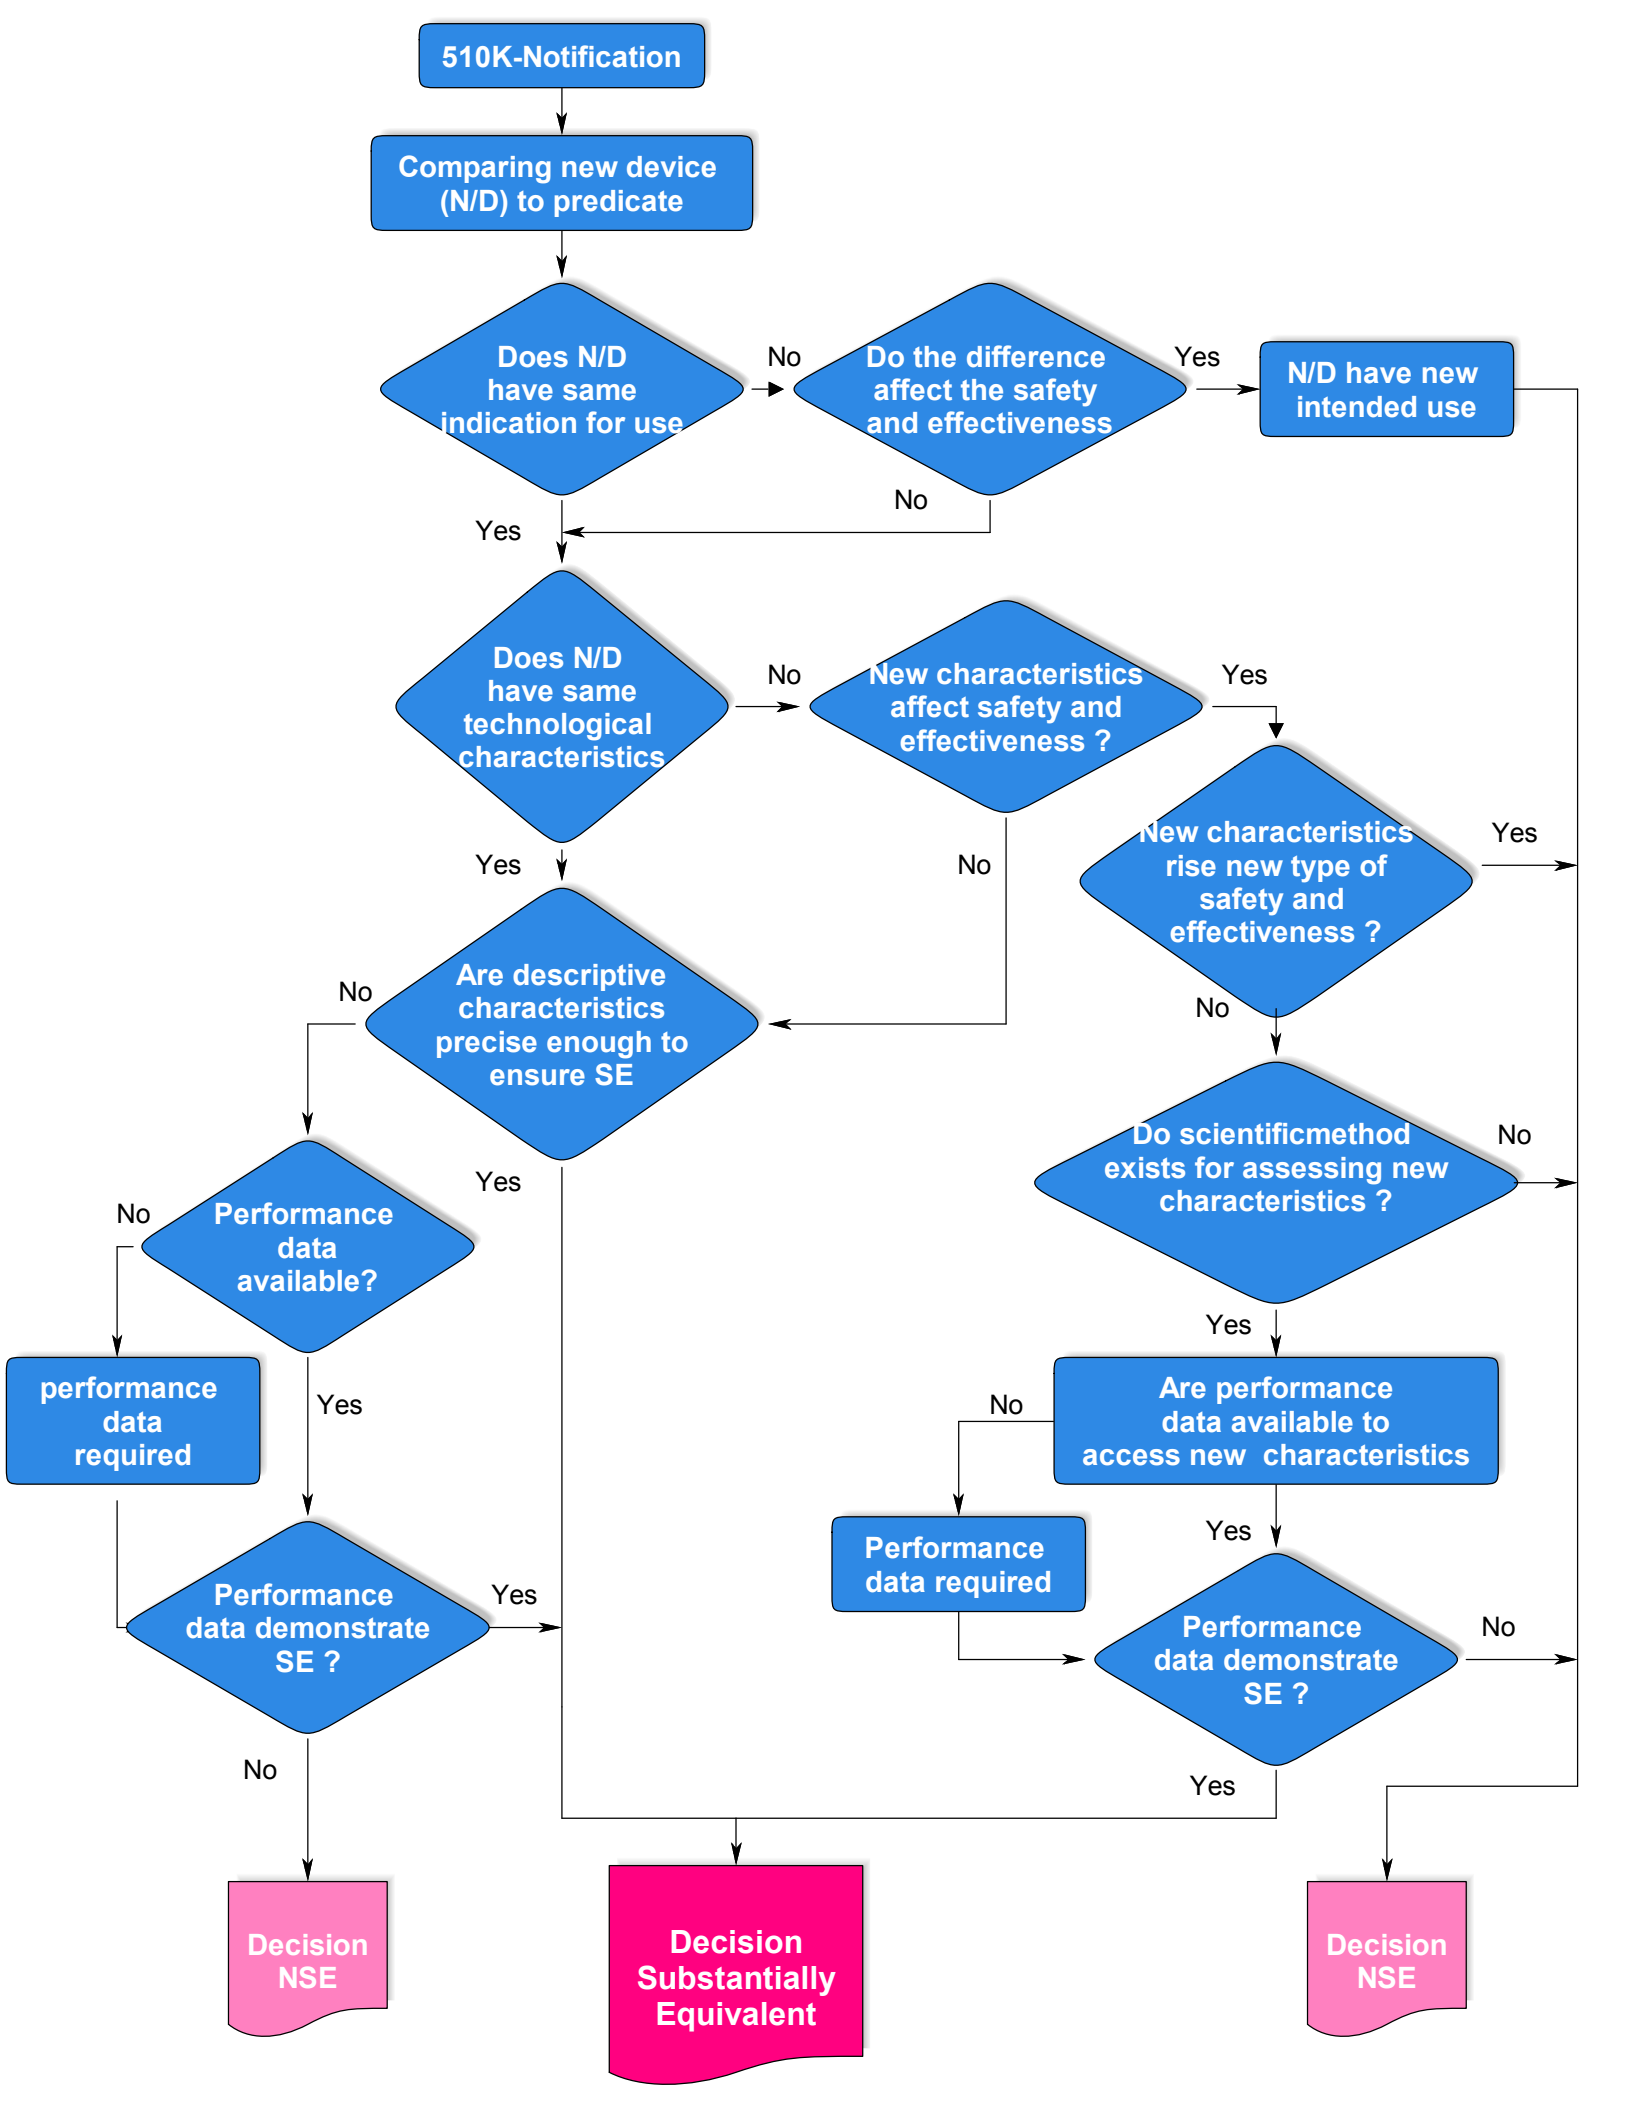 510K-Notification
Comparing new device
(N/D) to predicate
Does N/D
have same
indication for use
No
Do the difference
affect the safety
and effectiveness
Yes
N/D have new
intended use
No
Yes
Does N/D
have same
technological
characteristics
No
New characteristics
affect safety and
effectiveness ?
Yes
New characteristics
rise new type of
safety and
effectiveness ?
Yes
Yes
No
No
Are descriptive
characteristics
precise enough to
ensure SE
No
Do scientificmethod
exists for assessing new
characteristics ?
No
Yes
Performance
data
available?
No
Yes
performance
data
required
Yes
Are performance
data available to
access new  characteristics
No
Yes
Performance
data required
Performance
data demonstrate
SE ?
Yes
Performance
data demonstrate
SE ?
No
No
Yes
Decision
NSE
Decision
Substantially
Equivalent
Decision
NSE